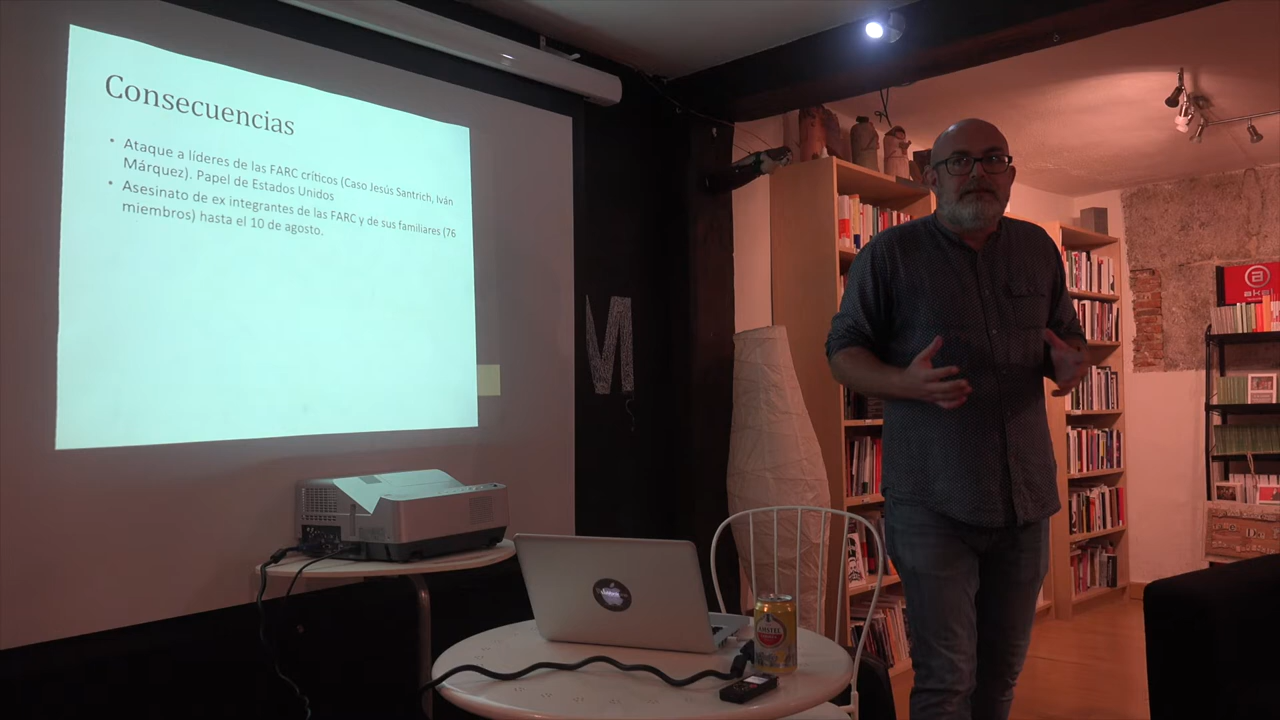 Consecuencias
• Ataque a líderes de las FARC críticos (Caso Jesús Santrich, Iván
Márquez). Papel de Estados Unidos
• Asesinato de ex integrantes de las FARC y de sus familiares (76
miembros) hasta el 10 de agosto.
M
akal
AMSTEL